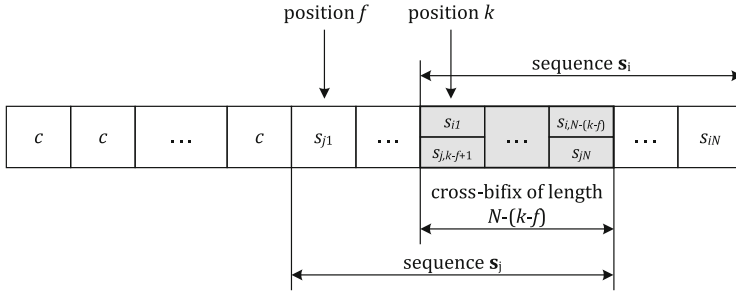 position f position k
sequence s_i
c c ... c s_j1 ... s_i1 ... s_i,N-(k-f) ... s_iN
s_j,k-f+1 s_jN
cross-bifix of length
N-(k-f)
sequence s_j